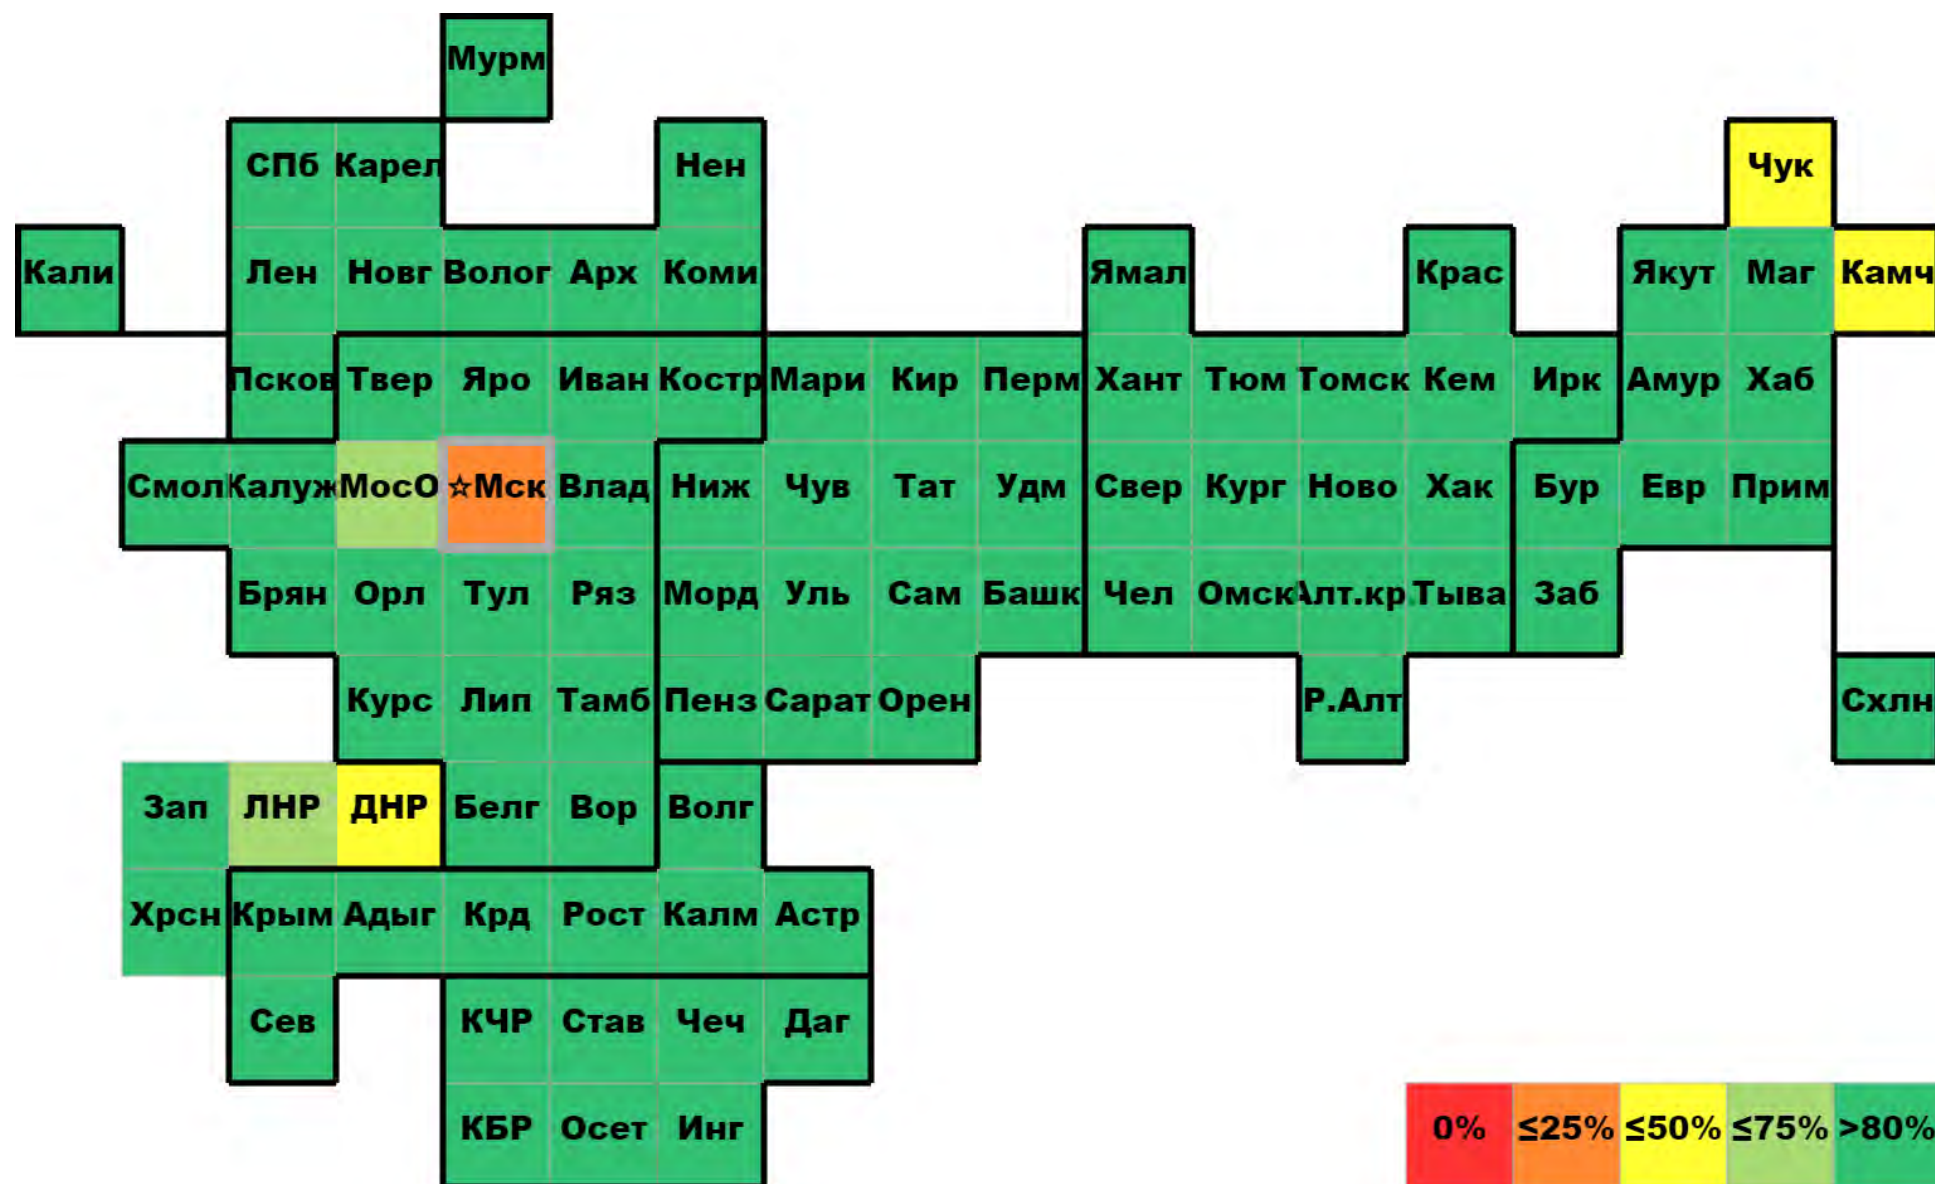 Мурм
СПб Карел Нен Чук
Кали Лен Новг Волог Арх Коми Ямал Крас Якут Маг Камч
Псков Твер Яро Иван Костр Мари Кир Перм Хант Тюм Томск Кем Ирк Амур Хаб
Смол Калуж МосО ☆Мск Влад Ниж Чув Тат Удм Свер Кург Ново Хак Бур Евр Прим
Брян Орл Тул Ряз Морд Уль Сам Башк Чел Омск Алт.кр. Тыва Заб
Курс Лип Тамб Пенз Сарат Орен Р.Алт Схлн
Зап ЛНР ДНР Белг Вор Волг
Хрсн Крым Адыг Крд Рост Калм Астр
Сев КЧР Став Чеч Даг
КБР Осет Инг 0% ≤25% ≤50% ≤75% >80%